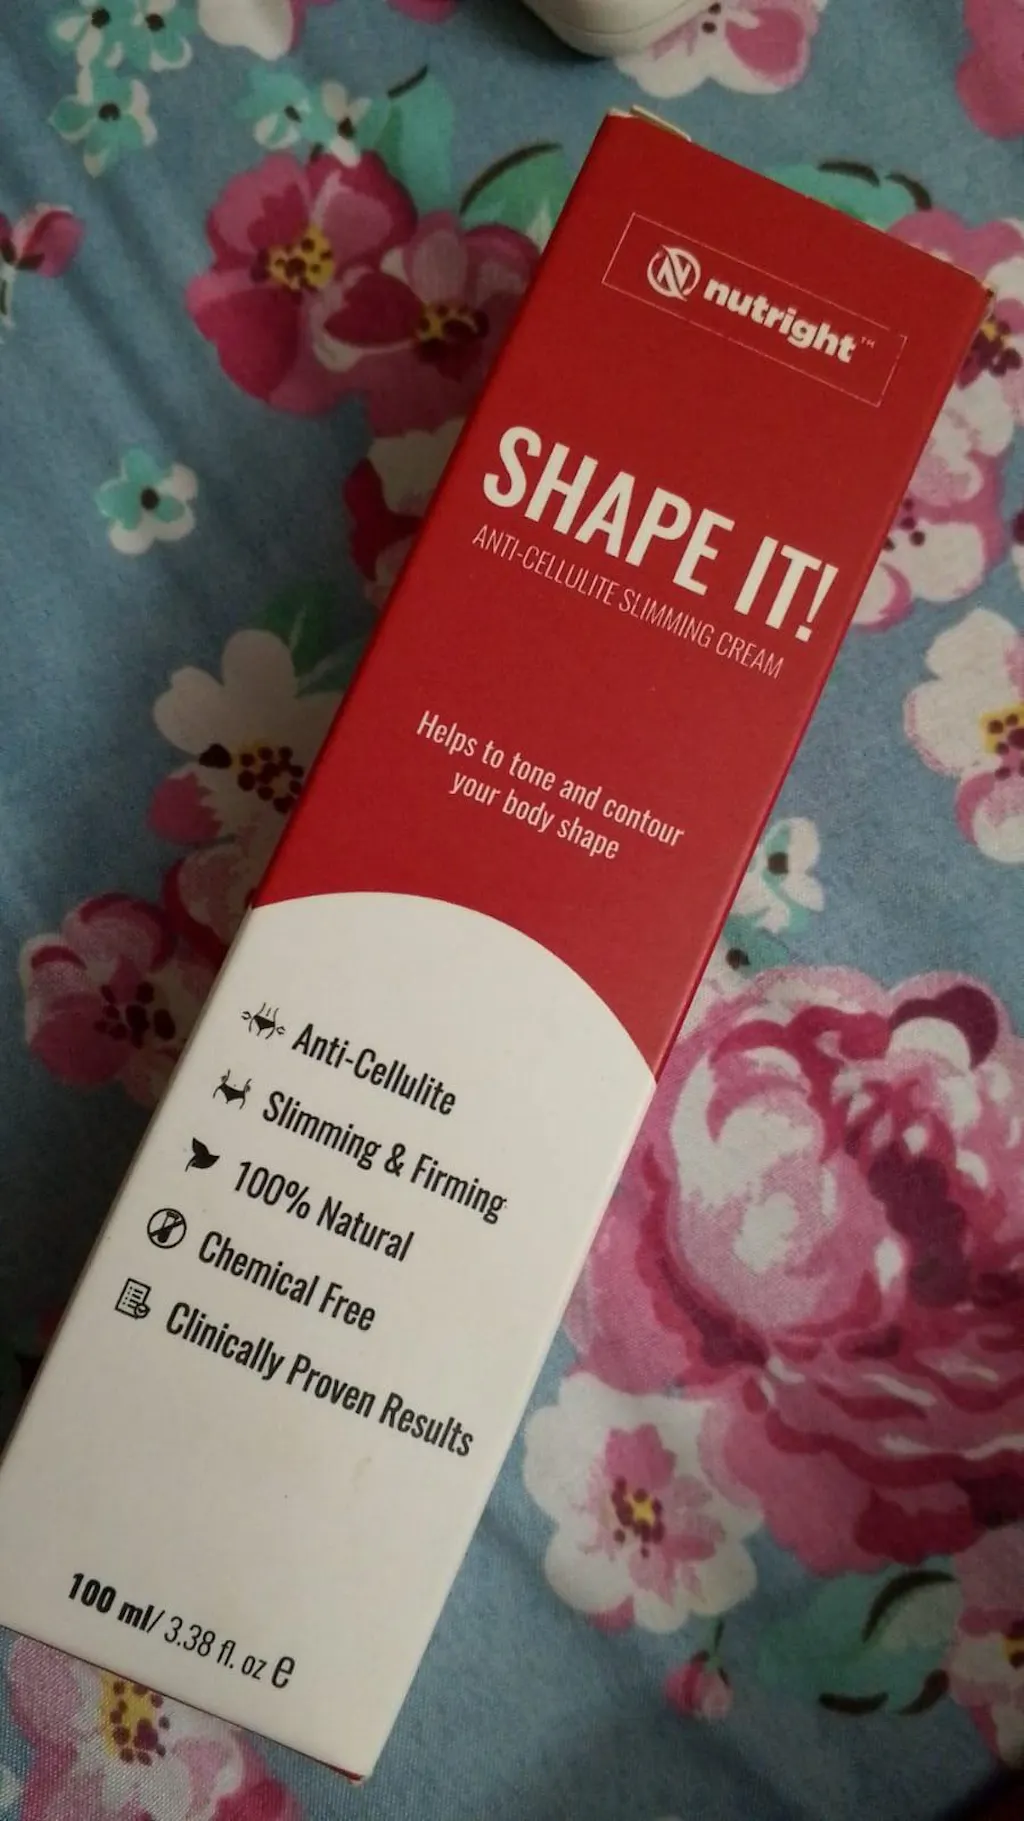 nutright™
SHAPE IT!
ANTI-CELLULITE SLIMMING CREAM
Helps to tone and contour
your body shape
Anti-Cellulite
Slimming & Firming
100% Natural
Chemical Free
Clinically Proven Results
100 ml/ 3.38 fl. oz ℮